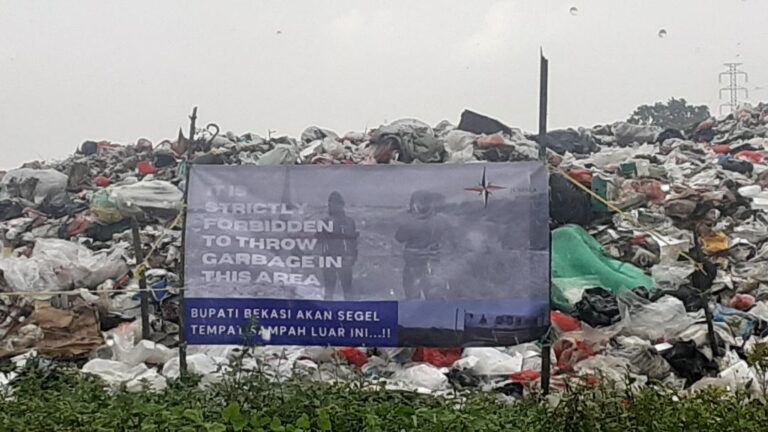 IT IS
STRICTLY
FORBIDDEN
TO THROW
GARBAGE IN
THIS AREA
BUPATI BEKASI AKAN SEGEL
TEMPAT SAMPAH LUAR INI...!!